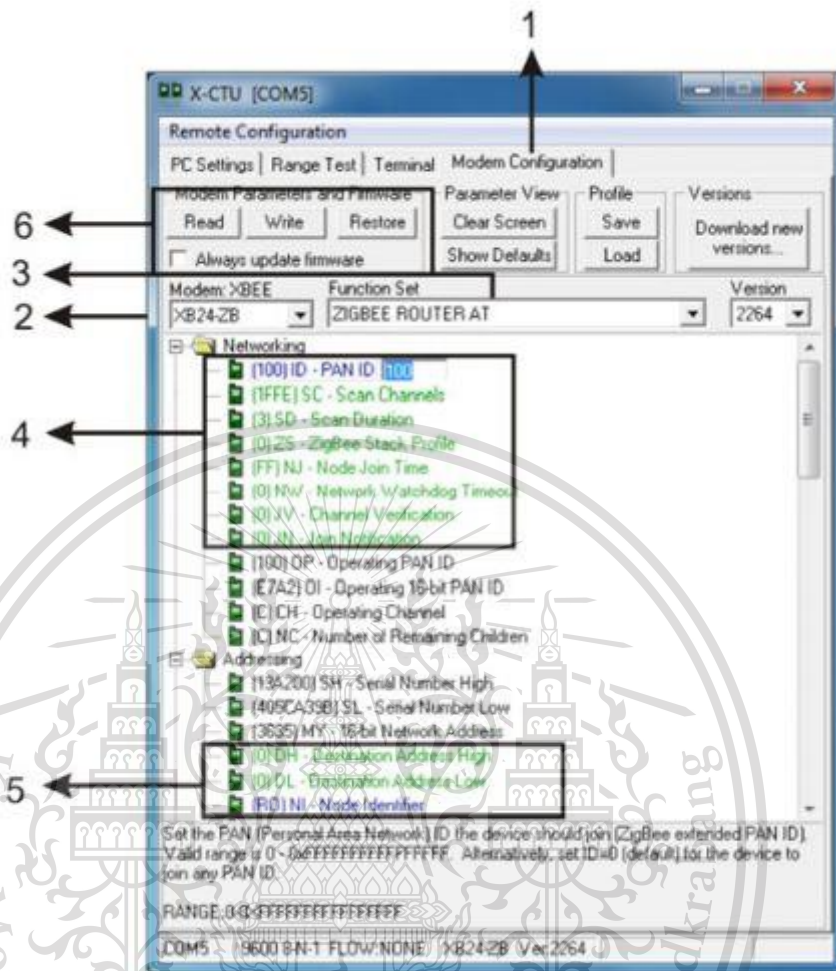 1
X-CTU [COM5]
Remote Configuration
PC Settings | Range Test | Terminal | Modem Configuration
Modem Parameters and Firmware Parameter View Profile Versions
6 Read Write Restore Clear Screen Save Download new versions...
Always update firmware Show Defaults Load
3 Modem: XBEE Function Set Version
2 XB24-ZB ZIGBEE ROUTER AT 2264
Networking
(100) ID - PAN ID 100
(1FFE) SC - Scan Channels
(3) SD - Scan Duration
4 (0) ZS - ZigBee Stack Profile
(FF) NJ - Node Join Time
(0) NW - Network Watchdog Timeout
(0) JV - Channel Verification
(0) JN - Join Notification
(100) OP - Operating PAN ID
(E7A2) OI - Operating 16-bit PAN ID
(C) CH - Operating Channel
(C) NC - Number of Remaining Children
Addressing
(13A200) SH - Serial Number High
(405CA39B) SL - Serial Number Low
(3635) MY - 16-bit Network Address
(0) DH - Destination Address High
5 (0) DL - Destination Address Low
(RO) NI - Node Identifier
Set the PAN (Personal Area Network) ID the device should join (ZigBee extended PAN ID).
Valid range is 0 - 0xFFFFFFFFFFFFFFFF. Alternatively, set ID=0 (default) for the device to
join any PAN ID.
RANGE:0-0xFFFFFFFFFFFFFFFF
COM5 9600 8-N-1 FLOW:NONE XB24-ZB Ver:2264